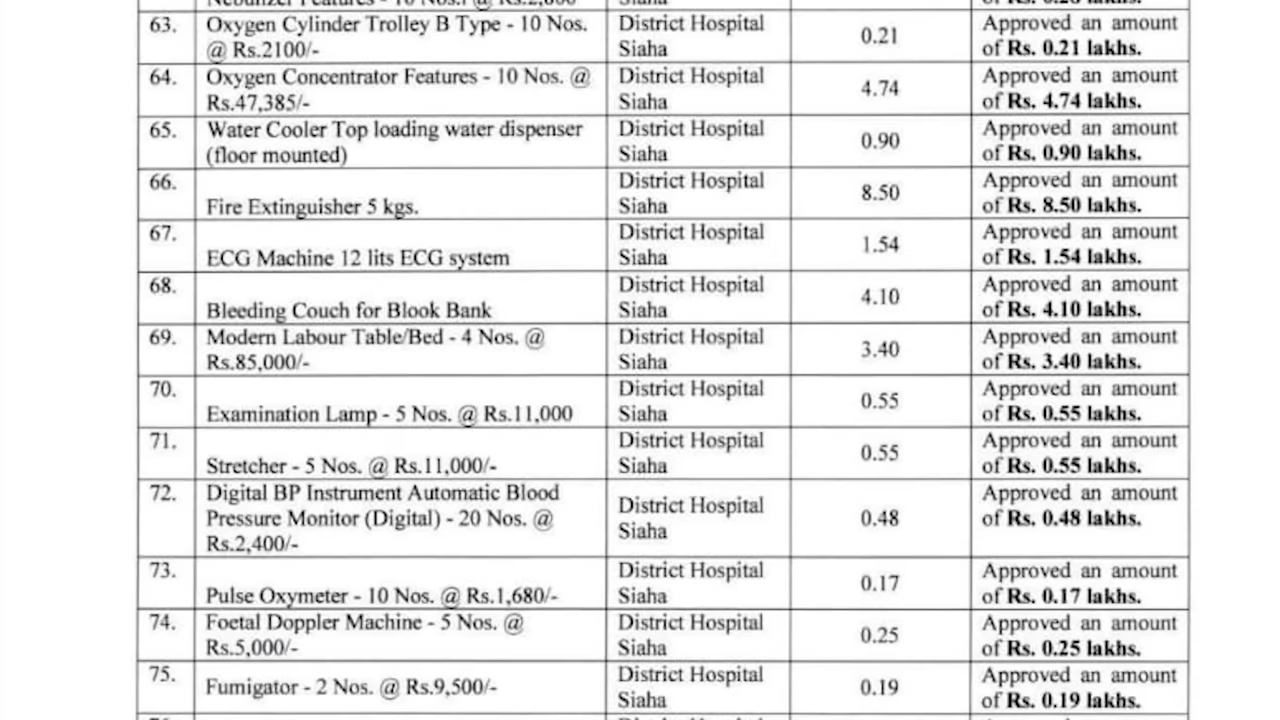 63. Oxygen Cylinder Trolley B Type - 10 Nos. @ Rs.2100/- District Hospital Siaha 0.21 Approved an amount of Rs. 0.21 lakhs.
64. Oxygen Concentrator Features - 10 Nos. @ Rs.47,385/- District Hospital Siaha 4.74 Approved an amount of Rs. 4.74 lakhs.
65. Water Cooler Top loading water dispenser (floor mounted) District Hospital Siaha 0.90 Approved an amount of Rs. 0.90 lakhs.
66. Fire Extinguisher 5 kgs. District Hospital Siaha 8.50 Approved an amount of Rs. 8.50 lakhs.
67. ECG Machine 12 lits ECG system District Hospital Siaha 1.54 Approved an amount of Rs. 1.54 lakhs.
68. Bleeding Couch for Blook Bank District Hospital Siaha 4.10 Approved an amount of Rs. 4.10 lakhs.
69. Modern Labour Table/Bed - 4 Nos. @ Rs.85,000/- District Hospital Siaha 3.40 Approved an amount of Rs. 3.40 lakhs.
70. Examination Lamp - 5 Nos. @ Rs.11,000 District Hospital Siaha 0.55 Approved an amount of Rs. 0.55 lakhs.
71. Stretcher - 5 Nos. @ Rs.11,000/- District Hospital Siaha 0.55 Approved an amount of Rs. 0.55 lakhs.
72. Digital BP Instrument Automatic Blood Pressure Monitor (Digital) - 20 Nos. @ Rs.2,400/- District Hospital Siaha 0.48 Approved an amount of Rs. 0.48 lakhs.
73. Pulse Oxymeter - 10 Nos. @ Rs.1,680/- District Hospital Siaha 0.17 Approved an amount of Rs. 0.17 lakhs.
74. Foetal Doppler Machine - 5 Nos. @ Rs.5,000/- District Hospital Siaha 0.25 Approved an amount of Rs. 0.25 lakhs.
75. Fumigator - 2 Nos. @ Rs.9,500/- District Hospital Siaha 0.19 Approved an amount of Rs. 0.19 lakhs.